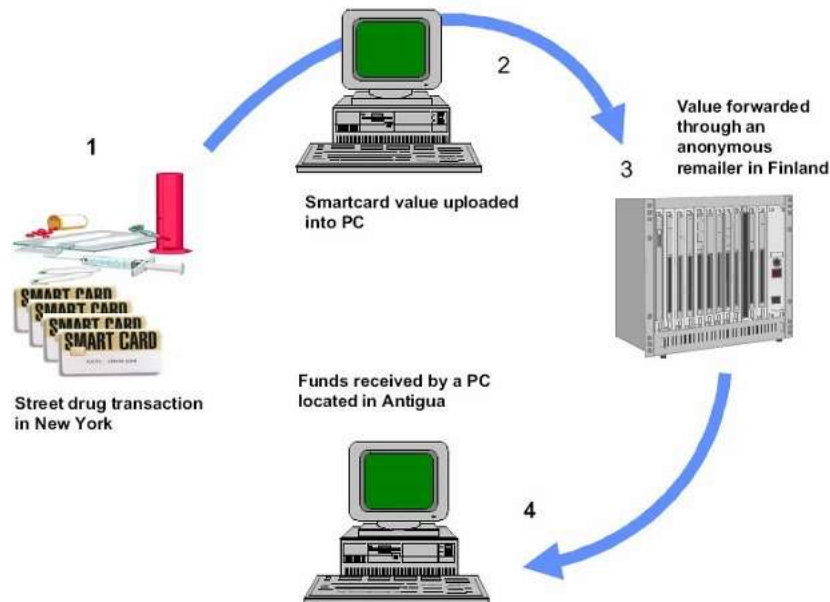 1
SMART CARD
SMART CARD
SMART CARD
SMART CARD
Street drug transaction
in New York
2
Smartcard value uploaded
into PC
3
Value forwarded
through an
anonymous
remailer in Finland
4
Funds received by a PC
located in Antigua